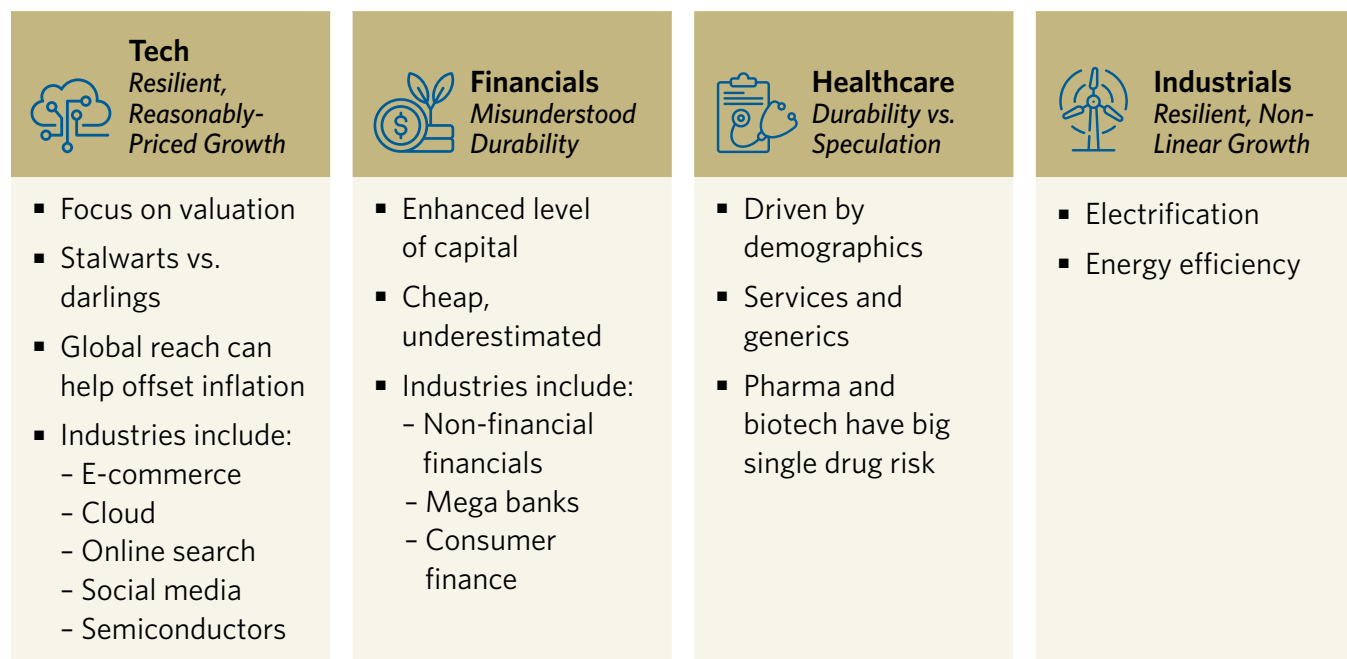 Tech
Resilient,
Reasonably-
Priced Growth
▪ Focus on valuation
▪ Stalwarts vs.
darlings
▪ Global reach can
help offset inflation
▪ Industries include:
– E-commerce
– Cloud
– Online search
– Social media
– Semiconductors
Financials
Misunderstood
Durability
▪ Enhanced level
of capital
▪ Cheap,
underestimated
▪ Industries include:
– Non-financial
financials
– Mega banks
– Consumer
finance
Healthcare
Durability vs.
Speculation
▪ Driven by
demographics
▪ Services and
generics
▪ Pharma and
biotech have big
single drug risk
Industrials
Resilient, Non-
Linear Growth
▪ Electrification
▪ Energy efficiency